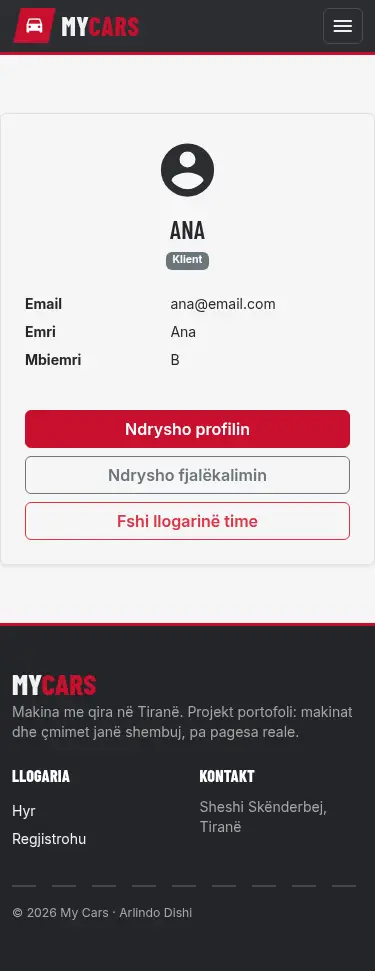 MYCARS
ANA
Klient
Email ana@email.com
Emri Ana
Mbiemri B
Ndrysho profilin
Ndrysho fjalëkalimin
Fshi llogarinë time
MYCARS
Makina me qira në Tiranë. Projekt portofoli: makinat
dhe çmimet janë shembuj, pa pagesa reale.
LLOGARIA
Hyr
Regjistrohu
KONTAKT
Sheshi Skënderbej,
Tiranë
© 2026 My Cars · Arlindo Dishi